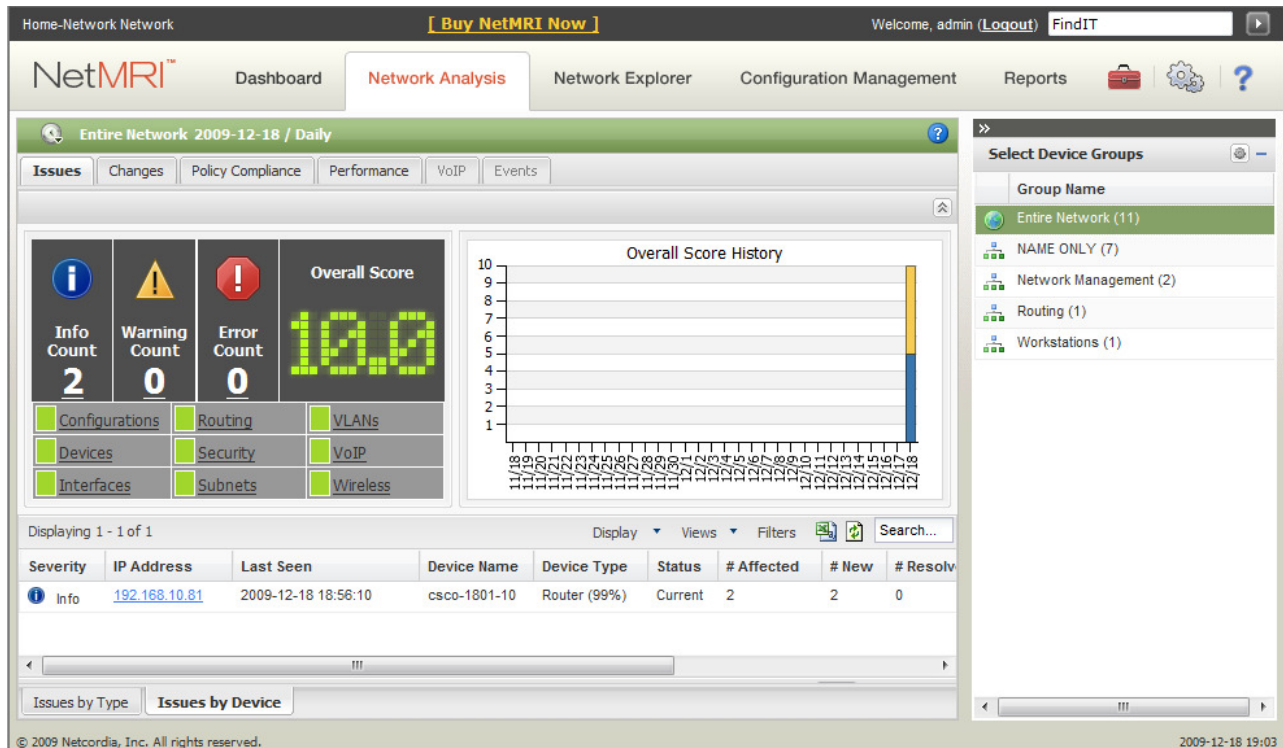 Home-Network Network [ Buy NetMRI Now ] Welcome, admin (Logout) FindIT
NetMRI™ Dashboard Network Analysis Network Explorer Configuration Management Reports ?
Entire Network 2009-12-18 / Daily ?
Issues Changes Policy Compliance Performance VoIP Events
Info Count 2
Warning Count 0
Error Count 0
Overall Score
10.0
Configurations Routing VLANs
Devices Security VoIP
Interfaces Subnets Wireless
Overall Score History
10
9
8
7
6
5
4
3
2
1
11/18 11/19 11/20 11/21 11/22 11/23 11/24 11/25 11/26 11/27 11/28 11/29 11/30 12/1 12/2 12/3 12/4 12/5 12/6 12/7 12/8 12/9 12/10 12/11 12/12 12/13 12/14 12/15 12/16 12/17 12/18
Displaying 1 - 1 of 1 Display Views Filters Search...
Severity IP Address Last Seen Device Name Device Type Status # Affected # New # Resolv
Info 192.168.10.81 2009-12-18 18:56:10 csco-1801-10 Router (99%) Current 2 2 0
Issues by Type Issues by Device
»
Select Device Groups
Group Name
Entire Network (11)
NAME ONLY (7)
Network Management (2)
Routing (1)
Workstations (1)
© 2009 Netcordia, Inc. All rights reserved. 2009-12-18 19:03